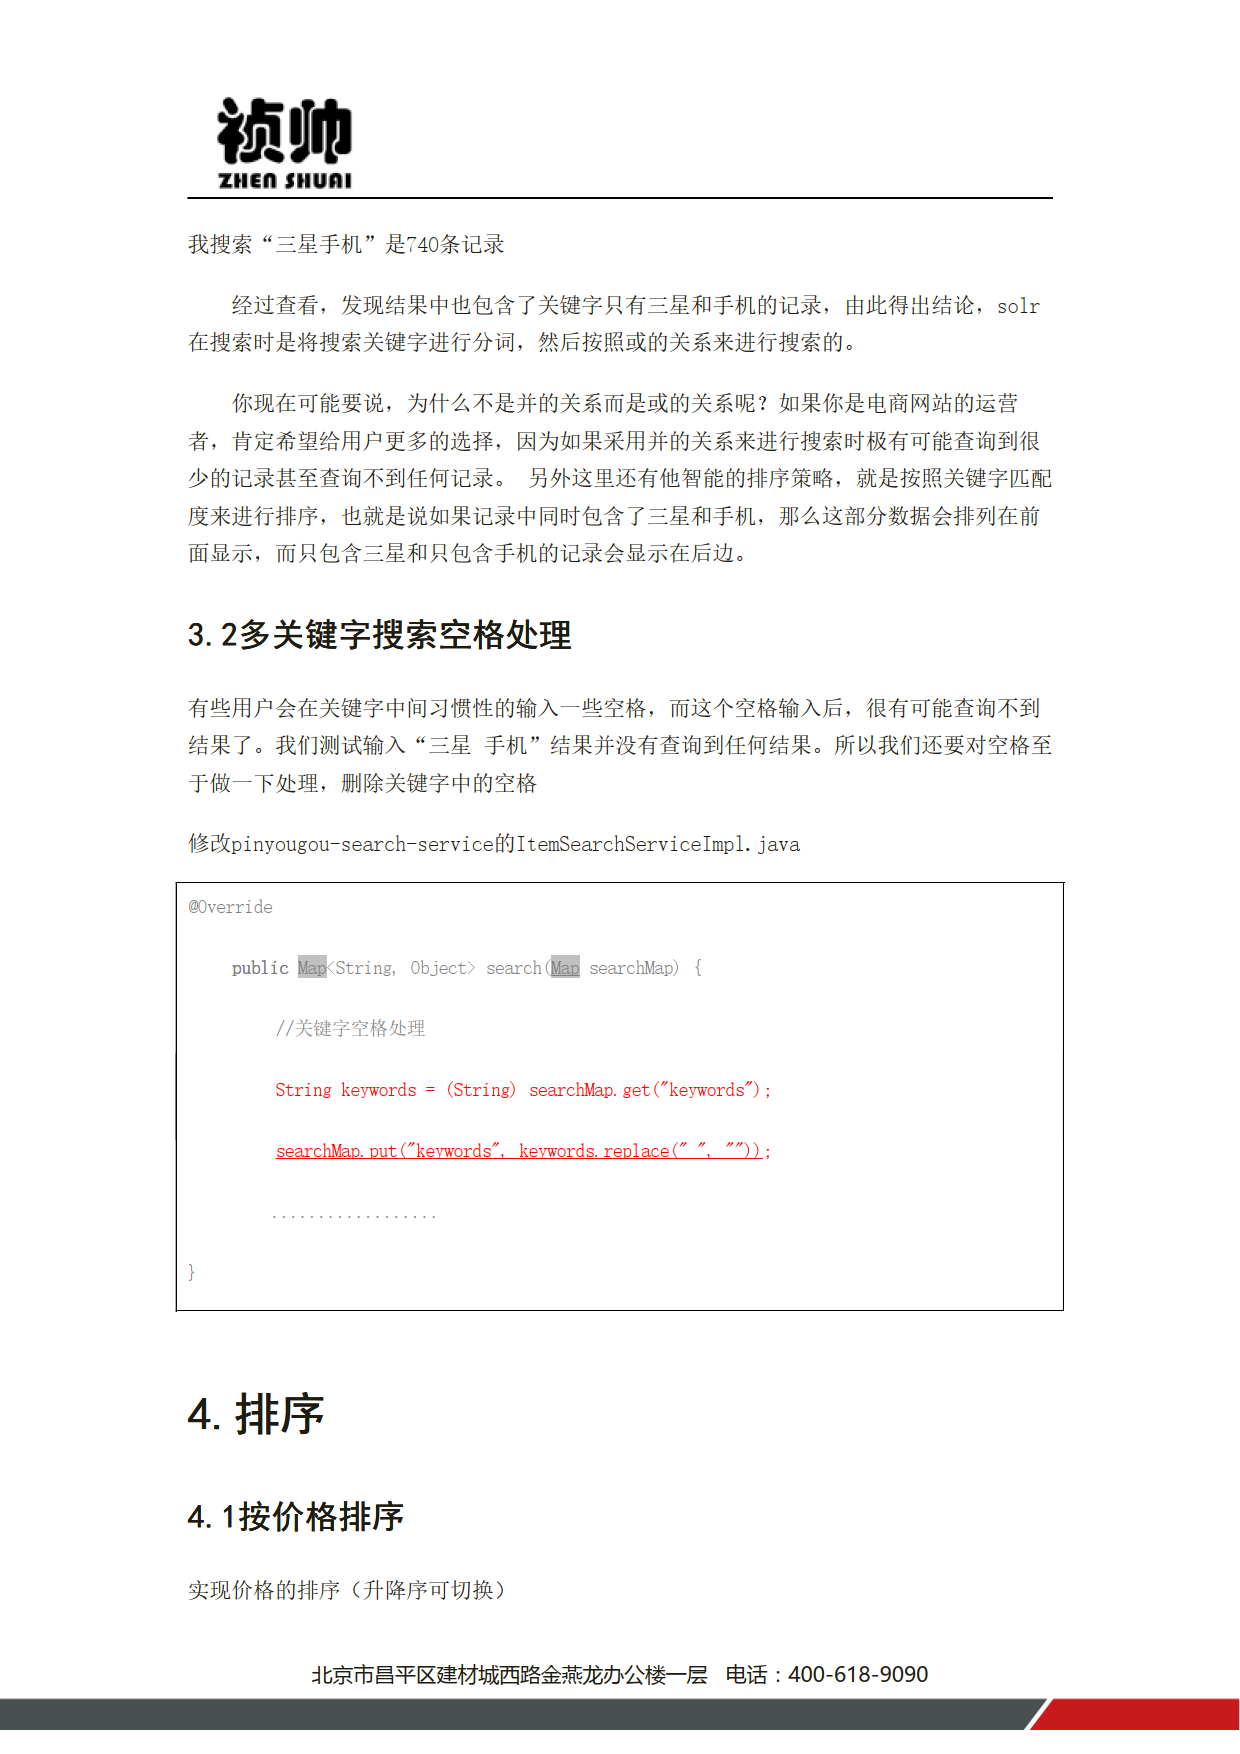 祯帅
ZHEN SHUAI
我搜索“三星手机”是740条记录
经过查看，发现结果中也包含了关键字只有三星和手机的记录，由此得出结论，solr
在搜索时是将搜索关键字进行分词，然后按照或的关系来进行搜索的。
你现在可能要说，为什么不是并的关系而是或的关系呢？如果你是电商网站的运营
者，肯定希望给用户更多的选择，因为如果采用并的关系来进行搜索时极有可能查询到很
少的记录甚至查询不到任何记录。 另外这里还有他智能的排序策略，就是按照关键字匹配
度来进行排序，也就是说如果记录中同时包含了三星和手机，那么这部分数据会排列在前
面显示，而只包含三星和只包含手机的记录会显示在后边。
3.2多关键字搜索空格处理
有些用户会在关键字中间习惯性的输入一些空格，而这个空格输入后，很有可能查询不到
结果了。我们测试输入“三星 手机”结果并没有查询到任何结果。所以我们还要对空格至
于做一下处理，删除关键字中的空格
修改pinyougou-search-service的ItemSearchServiceImpl.java
@Override
public Map<String, Object> search(Map searchMap) {
//关键字空格处理
String keywords = (String) searchMap.get("keywords");
searchMap.put("keywords", keywords.replace(" ", ""));
..................
}
4.排序
4.1按价格排序
实现价格的排序（升降序可切换）
北京市昌平区建材城西路金燕龙办公楼一层 电话：400-618-9090